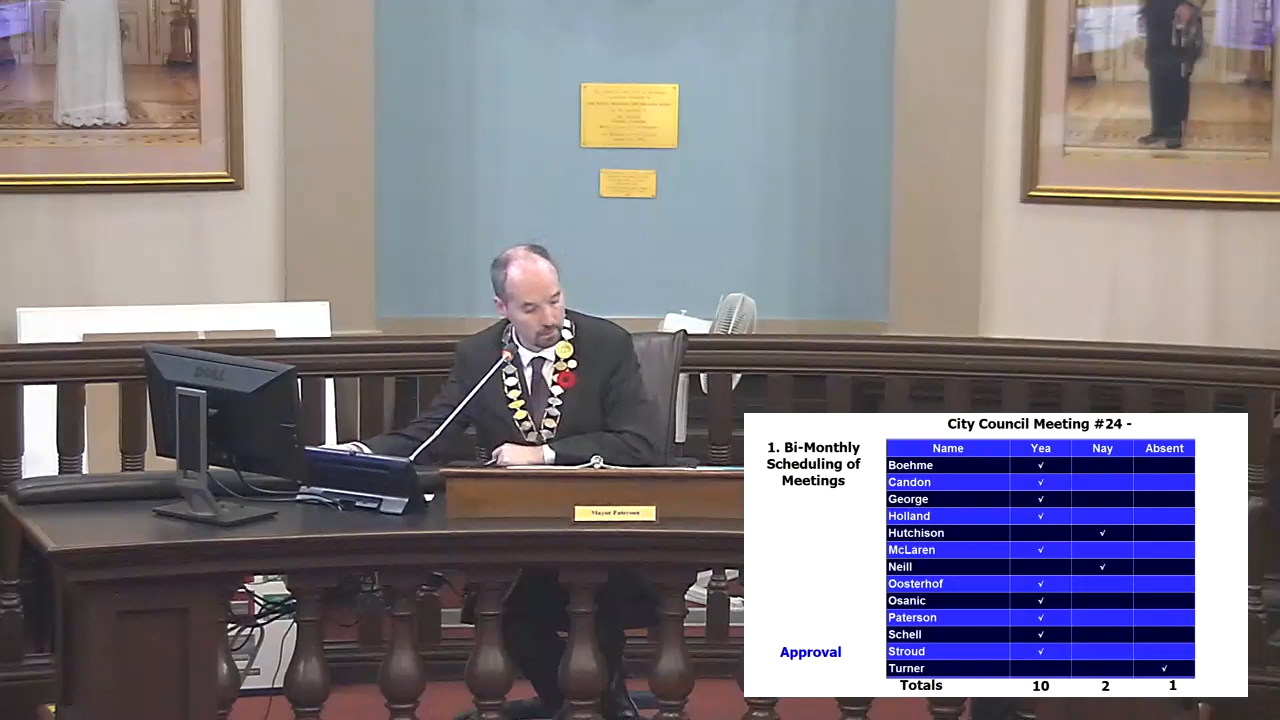 DELL
Mayor Paterson
City Council Meeting #24 -
1. Bi-Monthly
Scheduling of
Meetings
Name Yea Nay Absent
Boehme √
Candon √
George √
Holland √
Hutchison √
McLaren √
Neill √
Oosterhof √
Osanic √
Paterson √
Schell √
Stroud √
Turner √
Approval
Totals 10 2 1